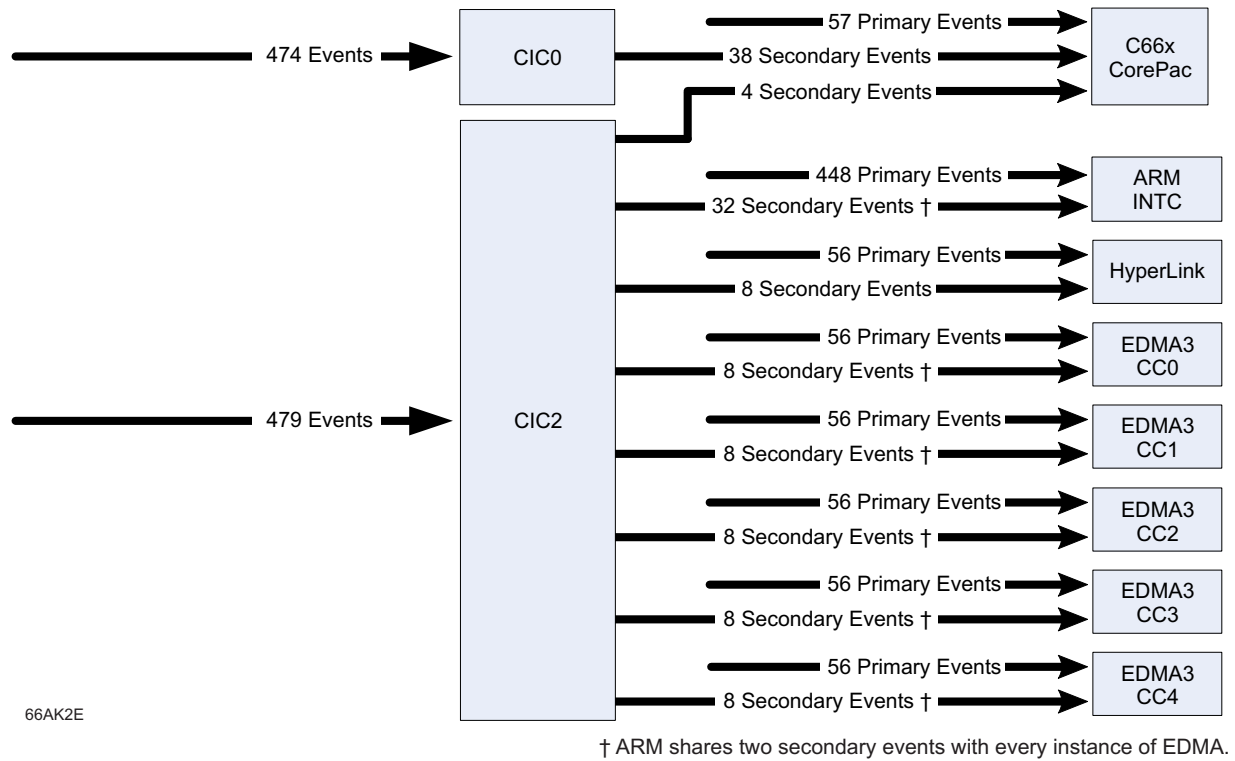 57 Primary Events
474 Events
CIC0
38 Secondary Events
C66x
CorePac
4 Secondary Events
448 Primary Events
32 Secondary Events †
ARM
INTC
56 Primary Events
8 Secondary Events
HyperLink
56 Primary Events
8 Secondary Events †
EDMA3
CC0
479 Events
CIC2
56 Primary Events
8 Secondary Events †
EDMA3
CC1
56 Primary Events
8 Secondary Events †
EDMA3
CC2
56 Primary Events
8 Secondary Events †
EDMA3
CC3
56 Primary Events
8 Secondary Events †
EDMA3
CC4
66AK2E
† ARM shares two secondary events with every instance of EDMA.